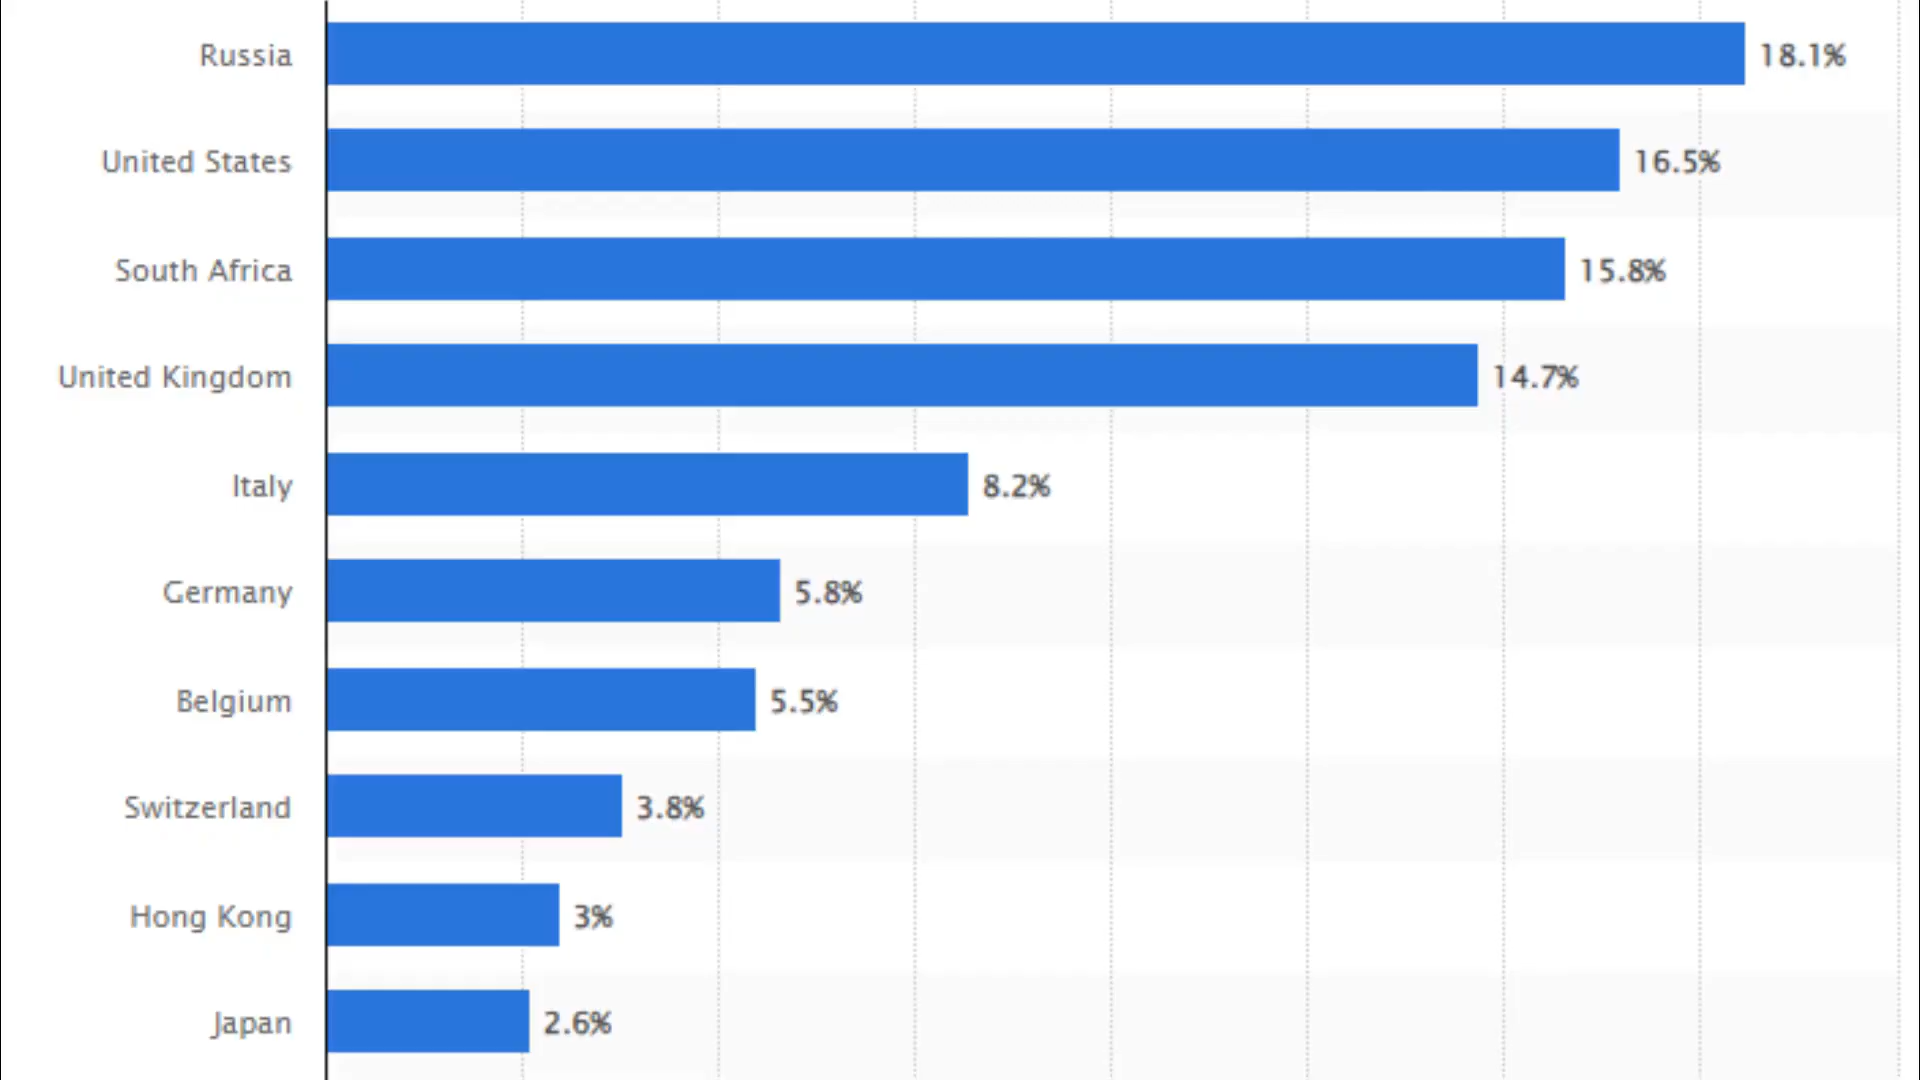 Russia 18.1%
United States 16.5%
South Africa 15.8%
United Kingdom 14.7%
Italy 8.2%
Germany 5.8%
Belgium 5.5%
Switzerland 3.8%
Hong Kong 3%
Japan 2.6%